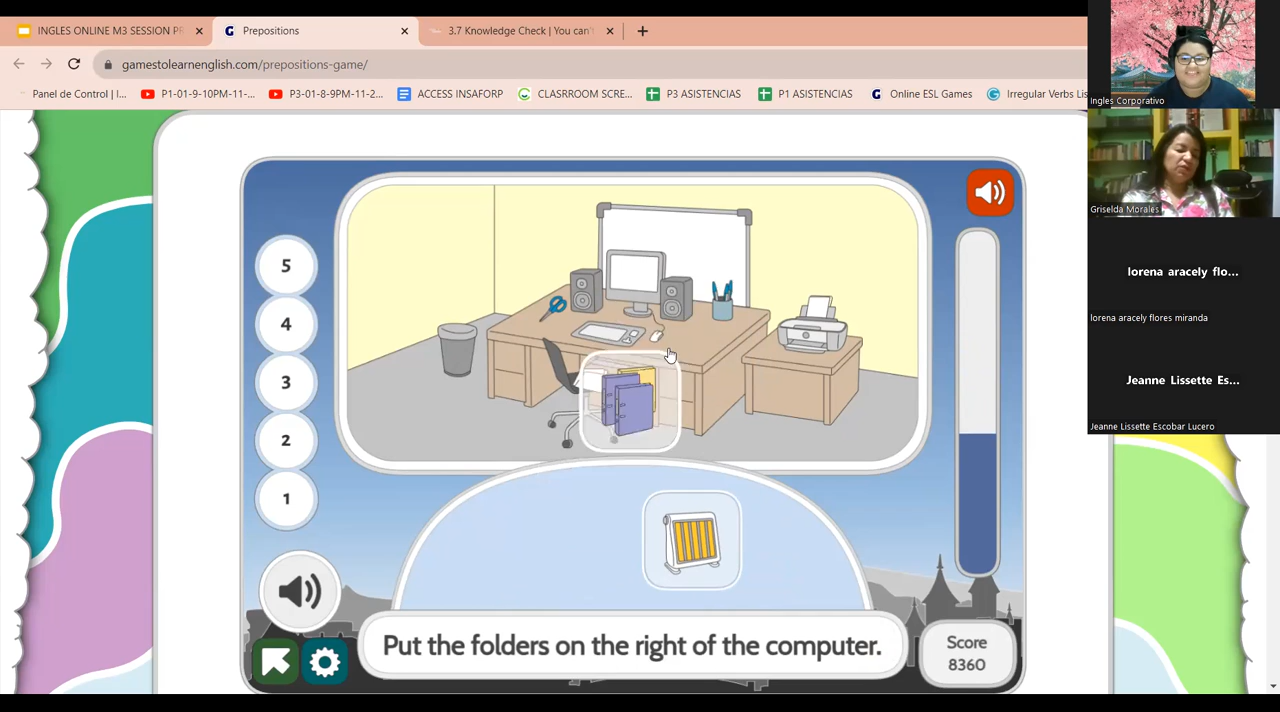 INGLES ONLINE M3 SESSION PR
Prepositions
3.7 Knowledge Check | You can't
gamestolearnenglish.com/prepositions-game/
Panel de Control | I...
P1-01-9-10PM-11-...
P3-01-8-9PM-11-2...
ACCESS INSAFORP
CLASRROOM SCRE...
P3 ASISTENCIAS
P1 ASISTENCIAS
Online ESL Games
Irregular Verbs Lis
Ingles Corporativo
Griselda Morales
lorena aracely flo...
lorena aracely flores miranda
Jeanne Lissette Es...
Jeanne Lissette Escobar Lucero
5
4
3
2
1
Put the folders on the right of the computer.
Score
8360